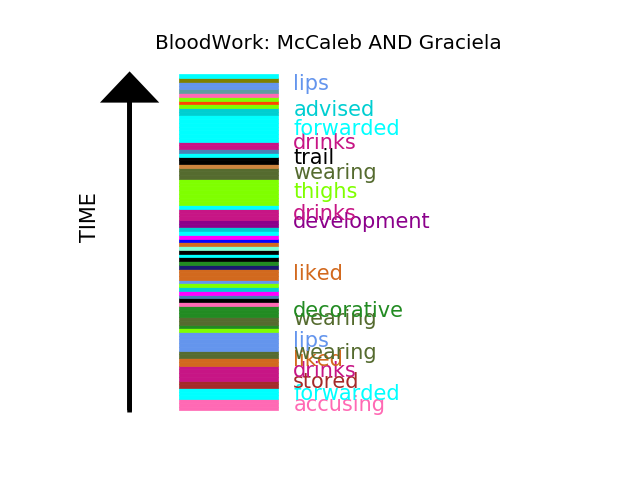 BloodWork: McCaleb AND Graciela
lips
advised
forwarded
drinks
trail
wearing
thighs
drinks
development
TIME
liked
decorative
wearing
lips
wearing
liked
drinks
stored
forwarded
accusing